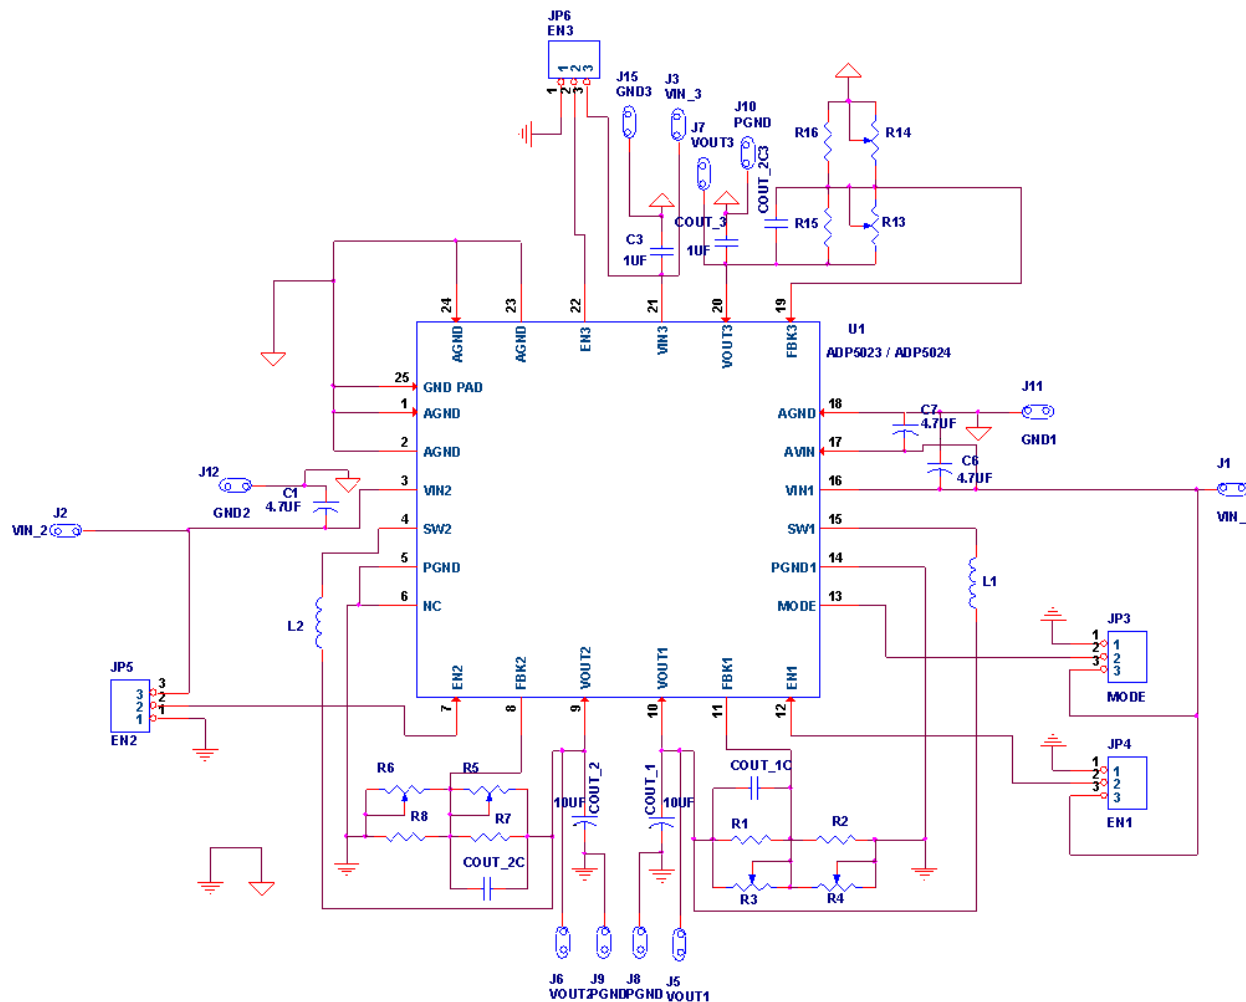 JP6
EN3
1 2 3
1 2 3
J15
GND3
J3
VIN_3
J10
PGND
J7
VOUT3
R16
R14
COUT_2C3
COUT_3
R15
R13
C3
1UF
1UF
24
23
22
21
20
19
AGND
AGND
EN3
VIN3
VOUT3
FBK3
U1
ADP5023 / ADP5024
25
GND PAD
1
AGND
2
AGND
3
VIN2
4
SW2
5
PGND
6
NC
18
AGND
17
AVIN
16
VIN1
15
SW1
14
PGND1
13
MODE
C7
4.7UF
J11
GND1
C6
4.7UF
J1
VIN_
J12
GND2
C1
4.7UF
J2
VIN_2
L2
L1
JP3
1 1
2 2
3 3
MODE
JP5
3 3
2 2
1 1
EN2
EN2
FBK2
VOUT2
VOUT1
FBK1
EN1
7
8
9
10
11
12
JP4
1 1
2 2
3 3
EN1
R6
R5
R8
R7
COUT_2C
10UF
COUT_2
COUT_1
10UF
COUT_1C
R1
R2
R3
R4
J6
VOUT2
J9
PGND
J8
PGND
J5
VOUT1